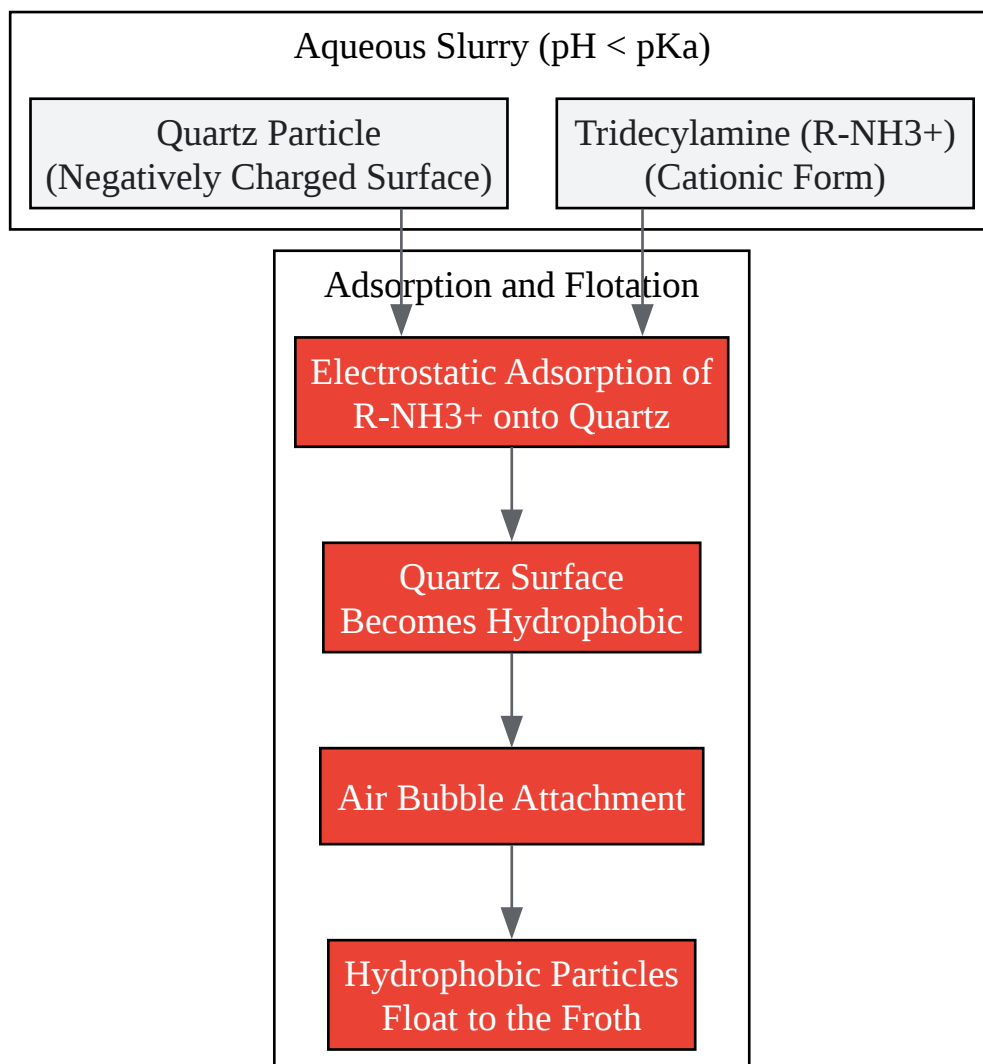 Aqueous Slurry (pH < pKa)
Quartz Particle
(Negatively Charged Surface)
Tridecylamine (R-NH3+)
(Cationic Form)
Adsorption and Flotation
Electrostatic Adsorption of
R-NH3+ onto Quartz
Quartz Surface
Becomes Hydrophobic
Air Bubble Attachment
Hydrophobic Particles
Float to the Froth